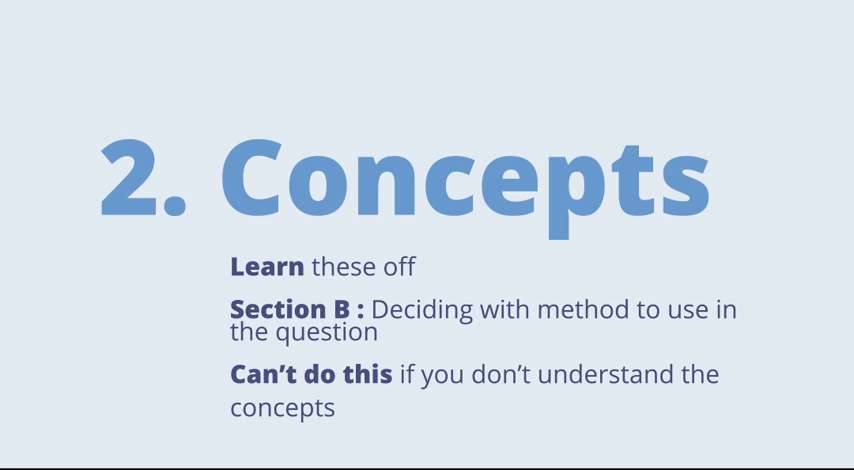 2. Concepts
Learn these off
Section B : Deciding with method to use in
the question
Can't do this if you don't understand the
concepts